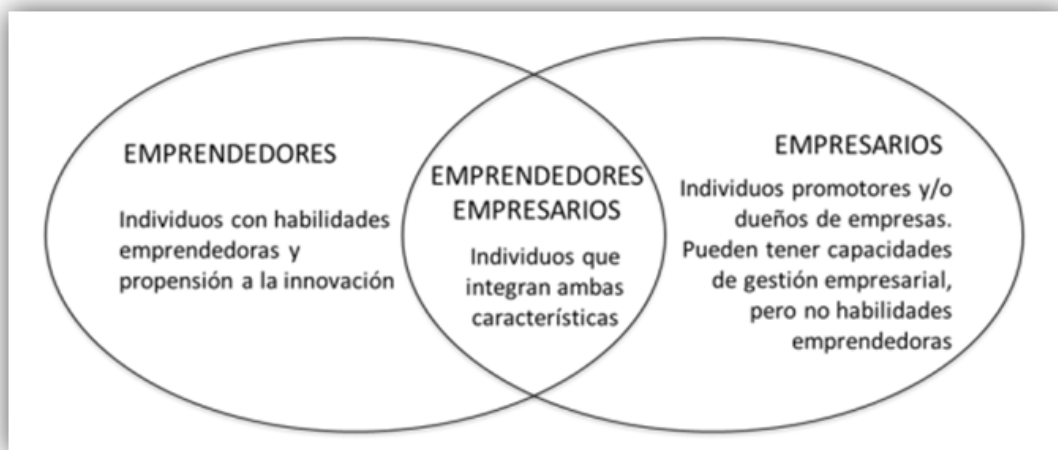 EMPRENDEDORES
Individuos con habilidades
emprendedoras y
propensión a la innovación
EMPRENDEDORES
EMPRESARIOS
Individuos que
integran ambas
características
EMPRESARIOS
Individuos promotores y/o
dueños de empresas.
Pueden tener capacidades
de gestión empresarial,
pero no habilidades
emprendedoras